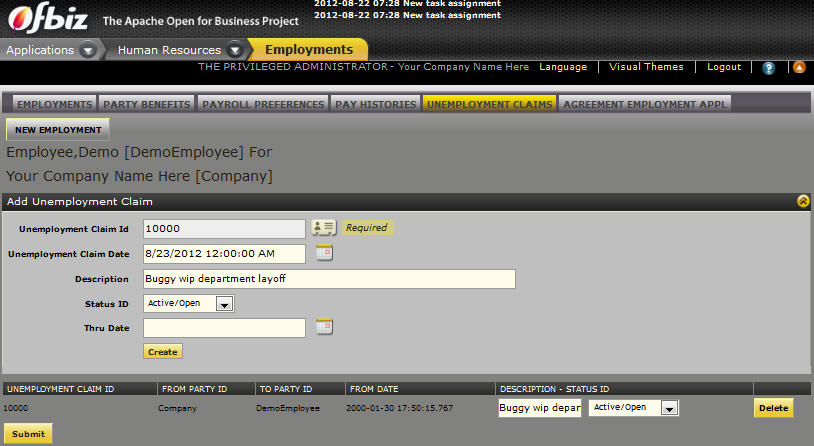 2012-08-22 07:28 New task assignment
Ofbiz The Apache Open for Business Project 2012-08-22 07:28 New task assignment
Applications Human Resources Employments
THE PRIVILEGED ADMINISTRATOR - Your Company Name Here Language Visual Themes Logout ?
EMPLOYMENTS PARTY BENEFITS PAYROLL PREFERENCES PAY HISTORIES UNEMPLOYMENT CLAIMS AGREEMENT EMPLOYMENT APPL
NEW EMPLOYMENT
Employee,Demo [DemoEmployee] For
Your Company Name Here [Company]
Add Unemployment Claim
Unemployment Claim Id 10000 Required
Unemployment Claim Date 8/23/2012 12:00:00 AM
Description Buggy wip department layoff
Status ID Active/Open
Thru Date
Create
UNEMPLOYMENT CLAIM ID FROM PARTY ID TO PARTY ID FROM DATE DESCRIPTION - STATUS ID
10000 Company DemoEmployee 2000-01-30 17:50:15.767 Buggy wip depar Active/Open Delete
Submit